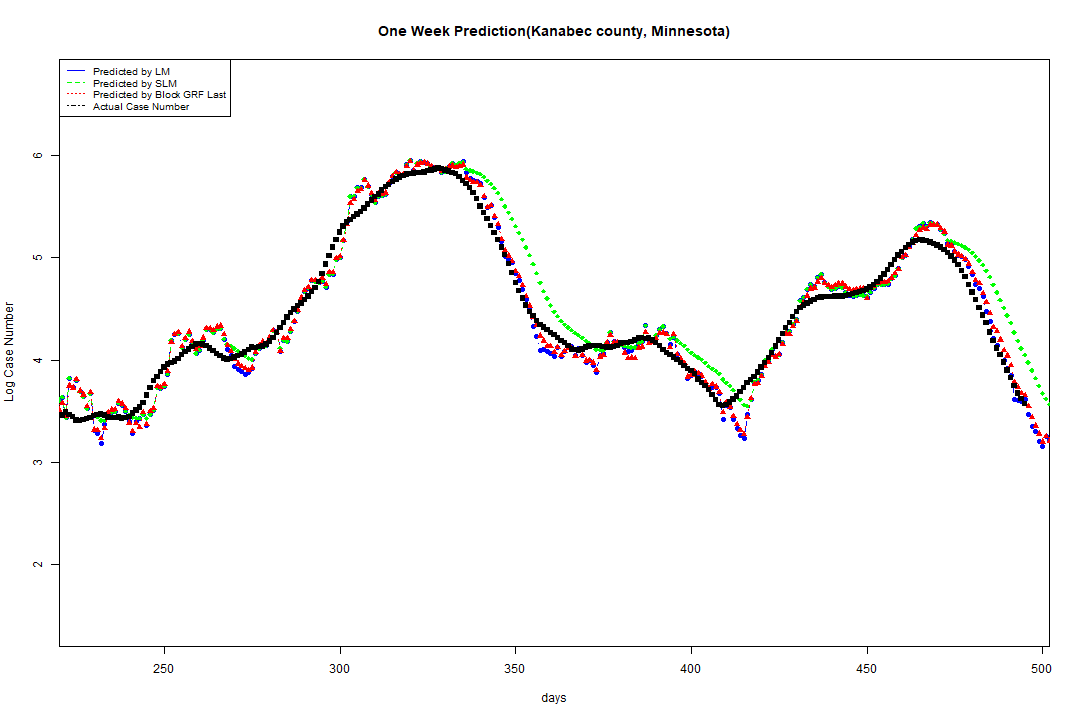 One Week Prediction(Kanabec county, Minnesota)
Predicted by LM
Predicted by SLM
Predicted by Block GRF Last
Actual Case Number
6
5
4
3
2
Log Case Number
250 300 350 400 450 500
days